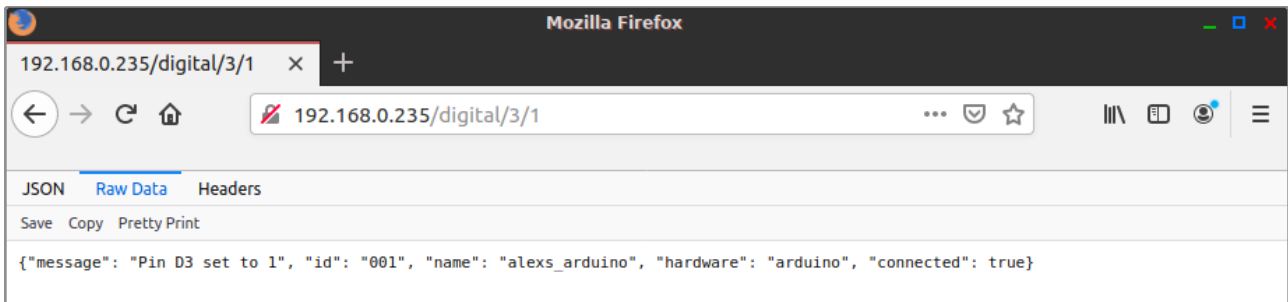 Mozilla Firefox
192.168.0.235/digital/3/1
192.168.0.235/digital/3/1
JSON Raw Data Headers
Save Copy Pretty Print
{"message": "Pin D3 set to 1", "id": "001", "name": "alexs_arduino", "hardware": "arduino", "connected": true}